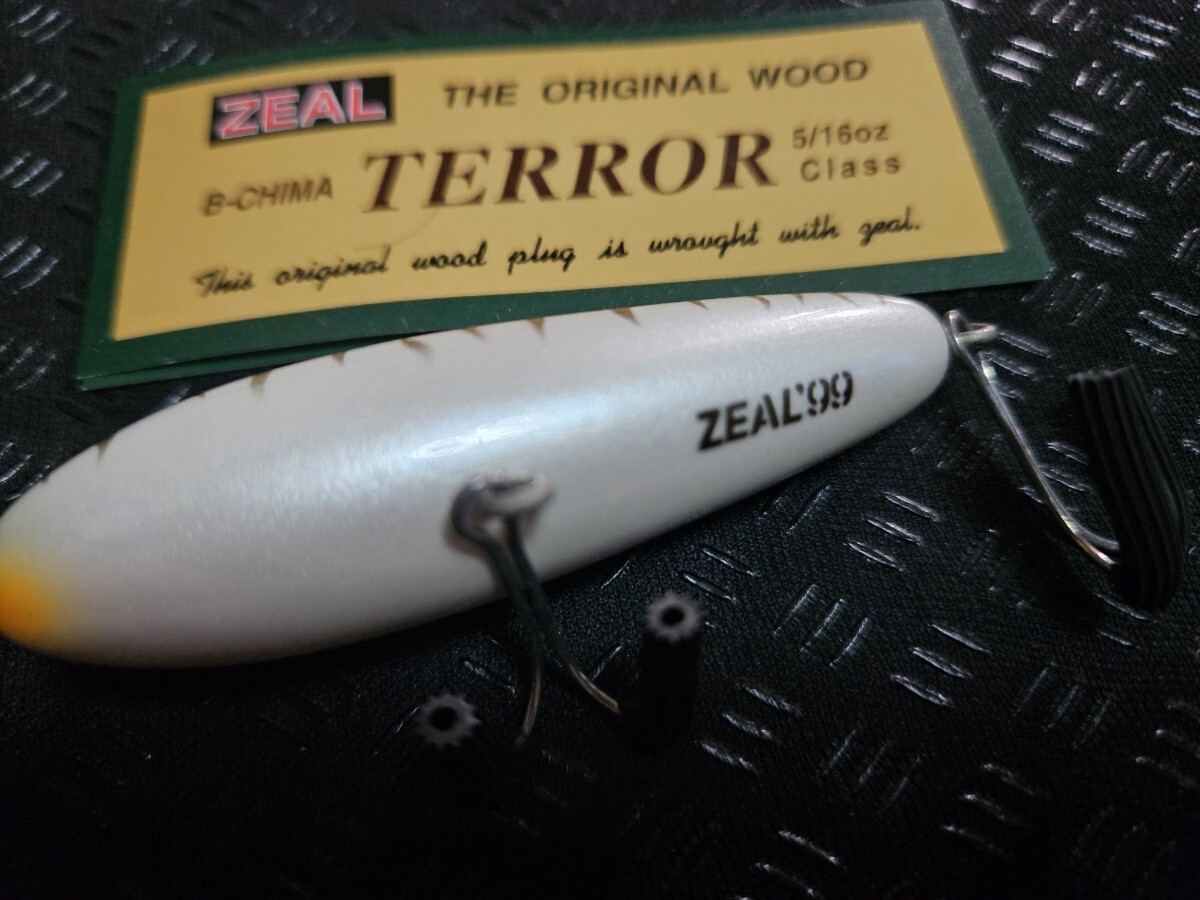 ZEAL THE ORIGINAL WOOD
B-CHIMA TERROR 5/16oz Class
This original wood plug is wrought with zeal.
ZEAL'99